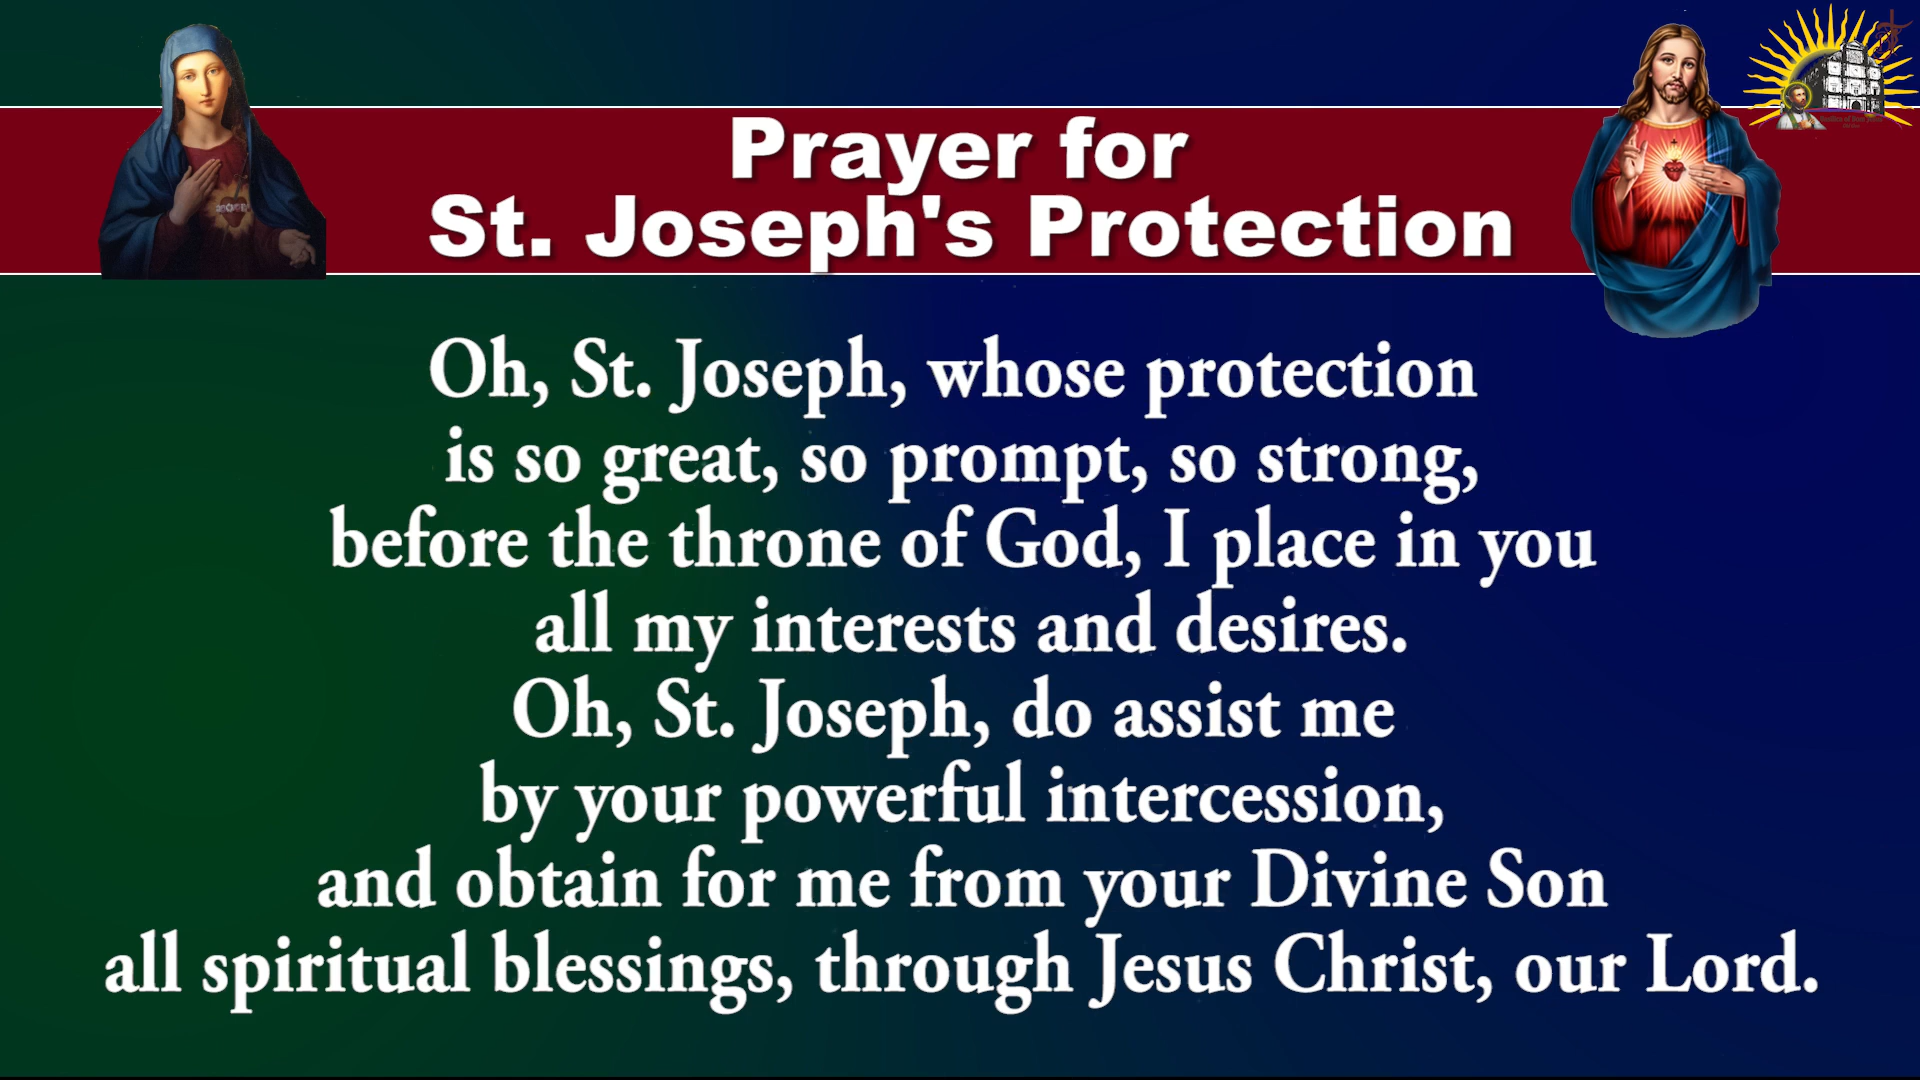 Prayer for
St. Joseph's Protection
Oh, St. Joseph, whose protection
is so great, so prompt, so strong,
before the throne of God, I place in you
all my interests and desires.
Oh, St. Joseph, do assist me
by your powerful intercession,
and obtain for me from your Divine Son
all spiritual blessings, through Jesus Christ, our Lord.